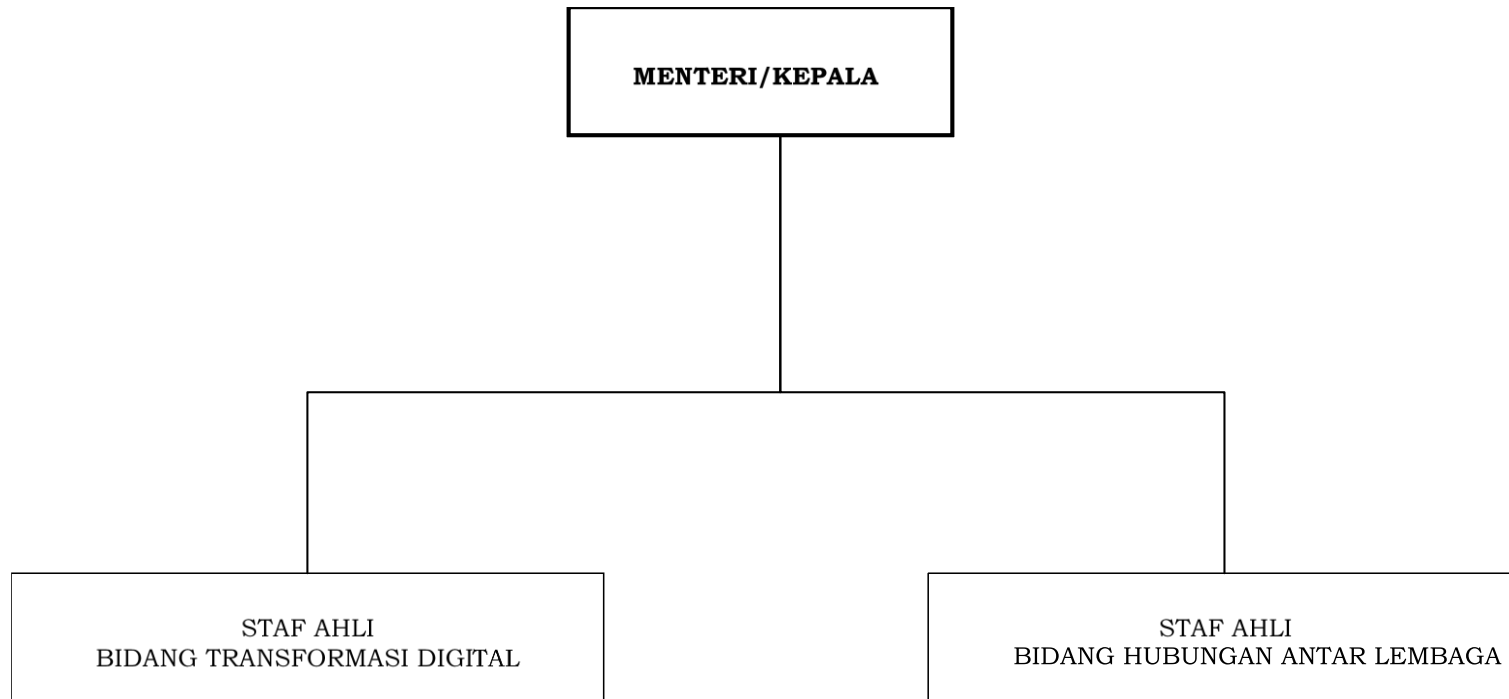 MENTERI/KEPALA
STAF AHLI
BIDANG TRANSFORMASI DIGITAL
STAF AHLI
BIDANG HUBUNGAN ANTAR LEMBAGA